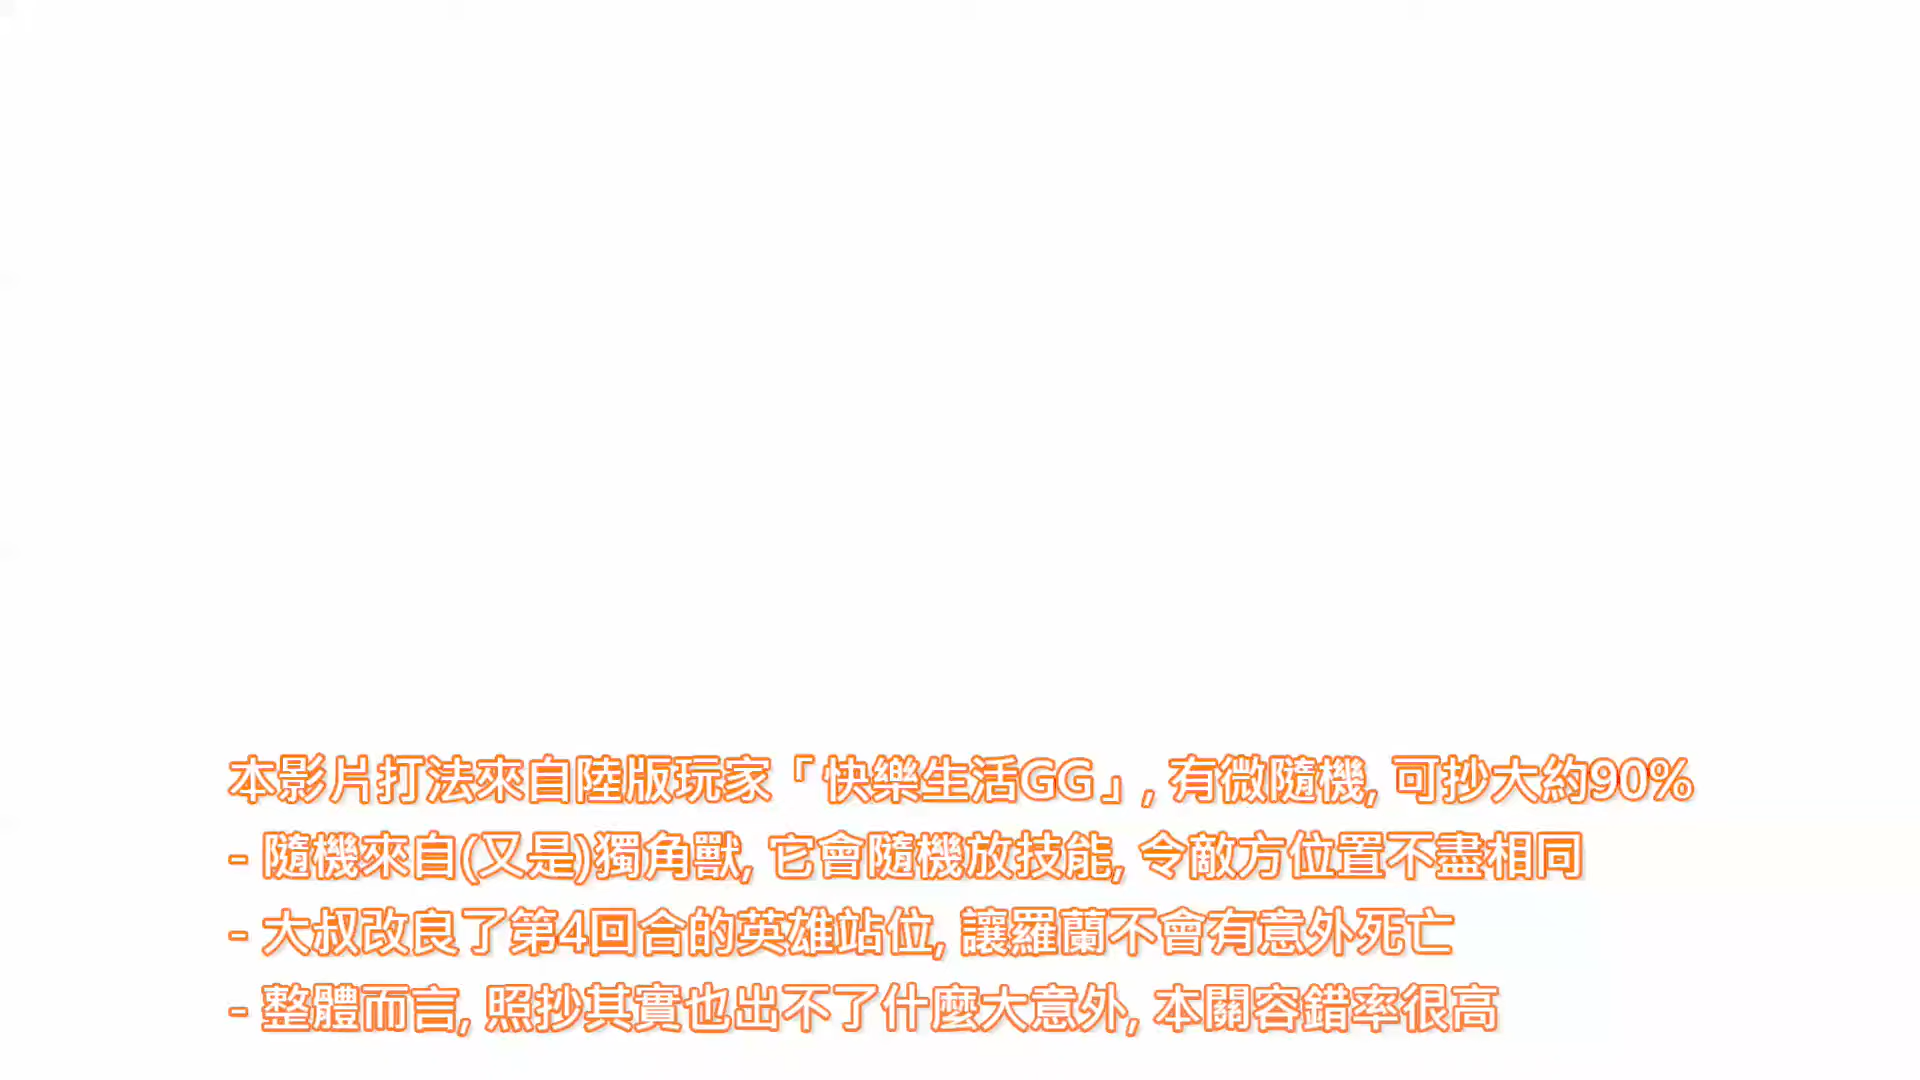 本影片打法來自陸版玩家「快樂生活GG」, 有微隨機, 可抄大約90%
- 隨機來自(又是)獨角獸, 它會隨機放技能, 令敵方位置不盡相同
- 大叔改良了第4回合的英雄站位, 讓羅蘭不會有意外死亡
- 整體而言, 照抄其實也出不了什麼大意外, 本關容錯率很高